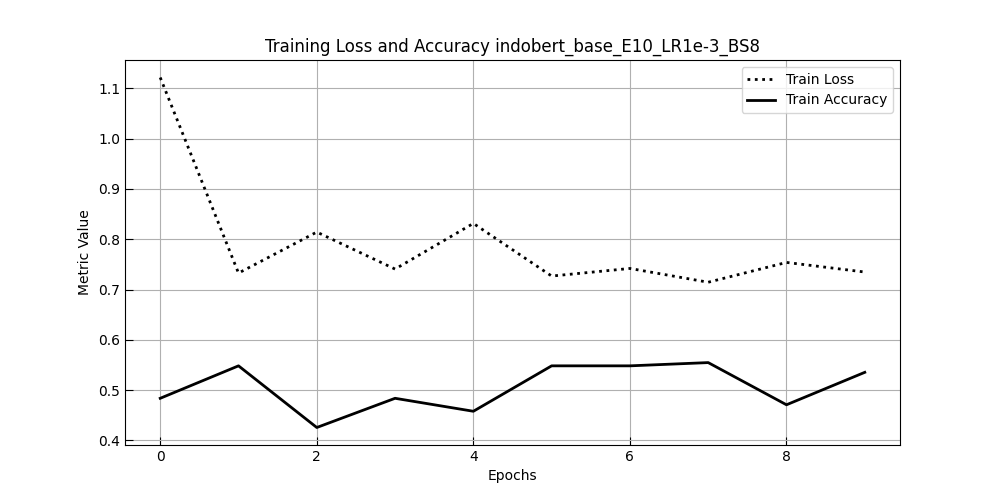 Training Loss and Accuracy indobert_base_E10_LR1e-3_BS8
Train Loss
Train Accuracy
1.1
1.0
0.9
0.8
0.7
0.6
0.5
0.4
Metric Value
0 2 4 6 8
Epochs